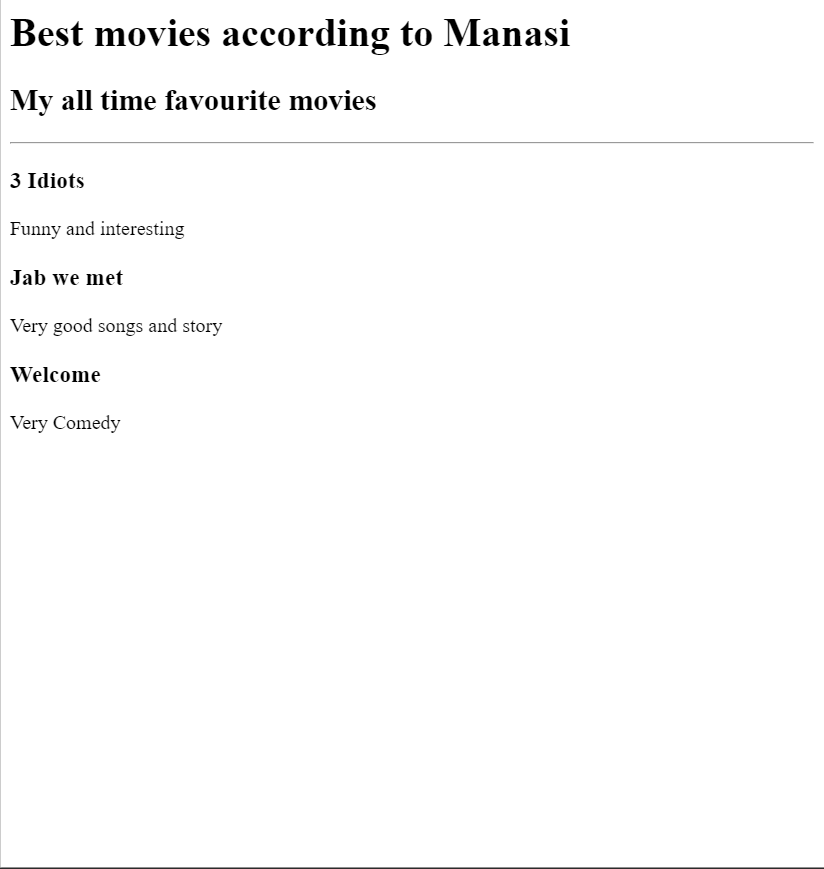 Best movies according to Manasi
My all time favourite movies
3 Idiots
Funny and interesting
Jab we met
Very good songs and story
Welcome
Very Comedy